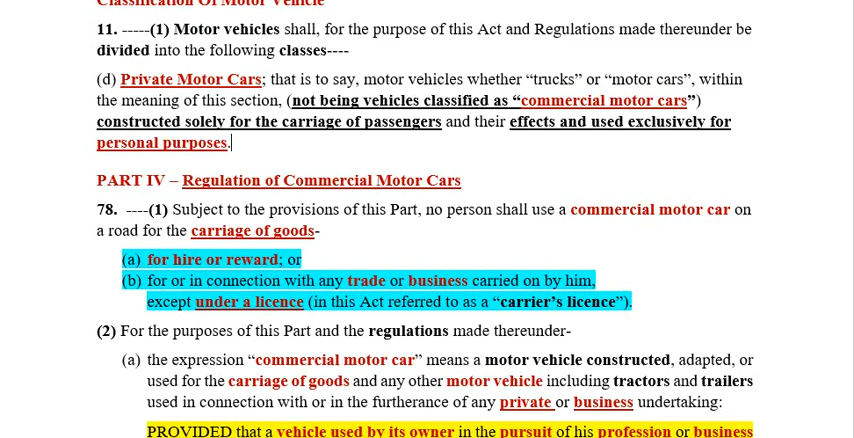 Classification Of Motor Vehicle
11. -----(1) Motor vehicles shall, for the purpose of this Act and Regulations made thereunder be
divided into the following classes----
(d) Private Motor Cars; that is to say, motor vehicles whether “trucks” or “motor cars”, within
the meaning of this section, (not being vehicles classified as “commercial motor cars”)
constructed solely for the carriage of passengers and their effects and used exclusively for
personal purposes.
PART IV – Regulation of Commercial Motor Cars
78. ----(1) Subject to the provisions of this Part, no person shall use a commercial motor car on
a road for the carriage of goods-
(a) for hire or reward; or
(b) for or in connection with any trade or business carried on by him,
except under a licence (in this Act referred to as a “carrier’s licence”).
(2) For the purposes of this Part and the regulations made thereunder-
(a) the expression “commercial motor car” means a motor vehicle constructed, adapted, or
used for the carriage of goods and any other motor vehicle including tractors and trailers
used in connection with or in the furtherance of any private or business undertaking:
PROVIDED that a vehicle used by its owner in the pursuit of his profession or business